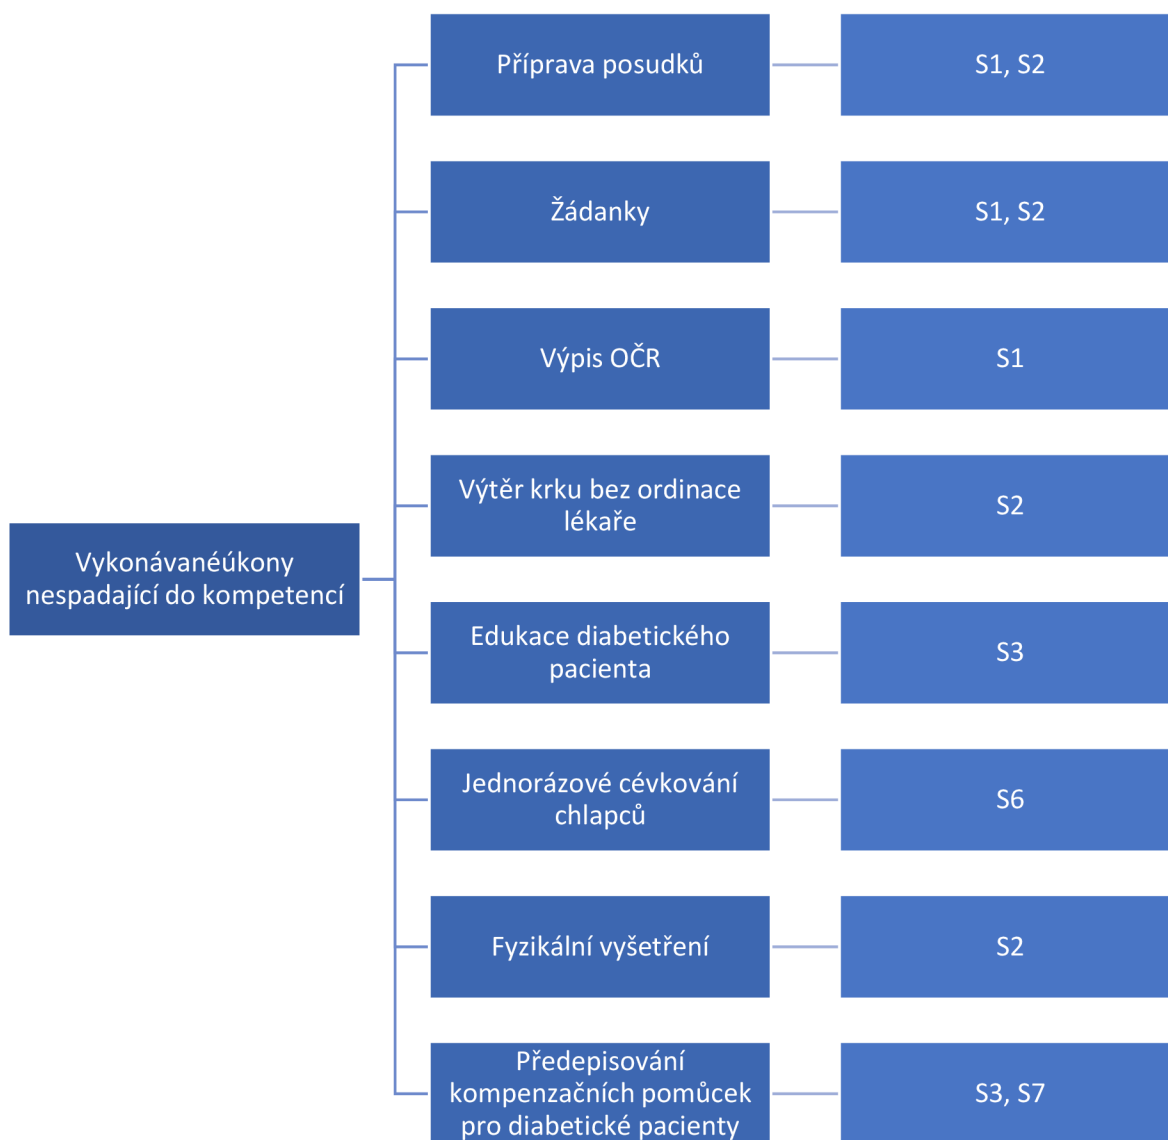 Příprava posudků
S1, S2
Žádanky
S1, S2
Výpis OČR
S1
Výtěr krku bez ordinace
lékaře
S2
Vykonávanéúkony
nespadající do kompetencí
Edukace diabetického
pacienta
S3
Jednorázové cévkování
chlapců
S6
Fyzikální vyšetření
S2
Předepisování
kompenzačních pomůcek
pro diabetické pacienty
S3, S7